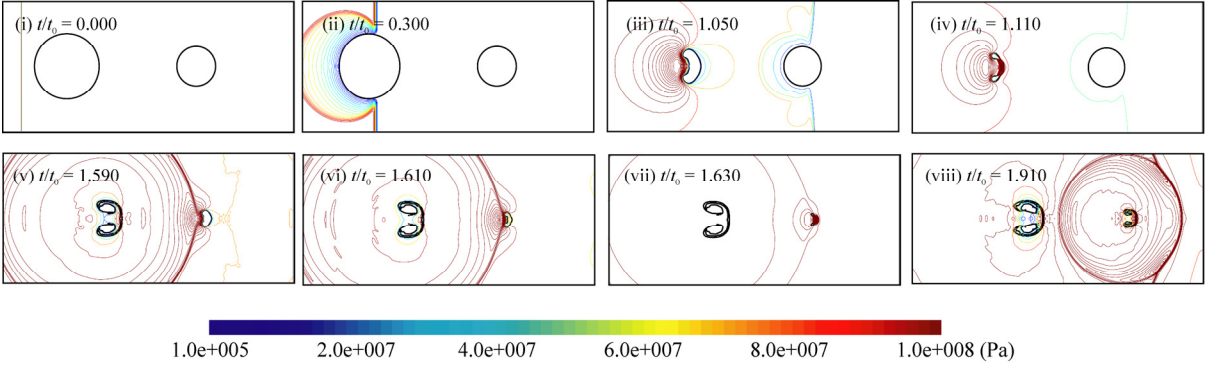 (i) t/t₀ = 0.000
(ii) t/t₀ = 0.300
(iii) t/t₀ = 1.050
(iv) t/t₀ = 1.110
(v) t/t₀ = 1.590
(vi) t/t₀ = 1.610
(vii) t/t₀ = 1.630
(viii) t/t₀ = 1.910
1.0e+005 2.0e+007 4.0e+007 6.0e+007 8.0e+007 1.0e+008 (Pa)